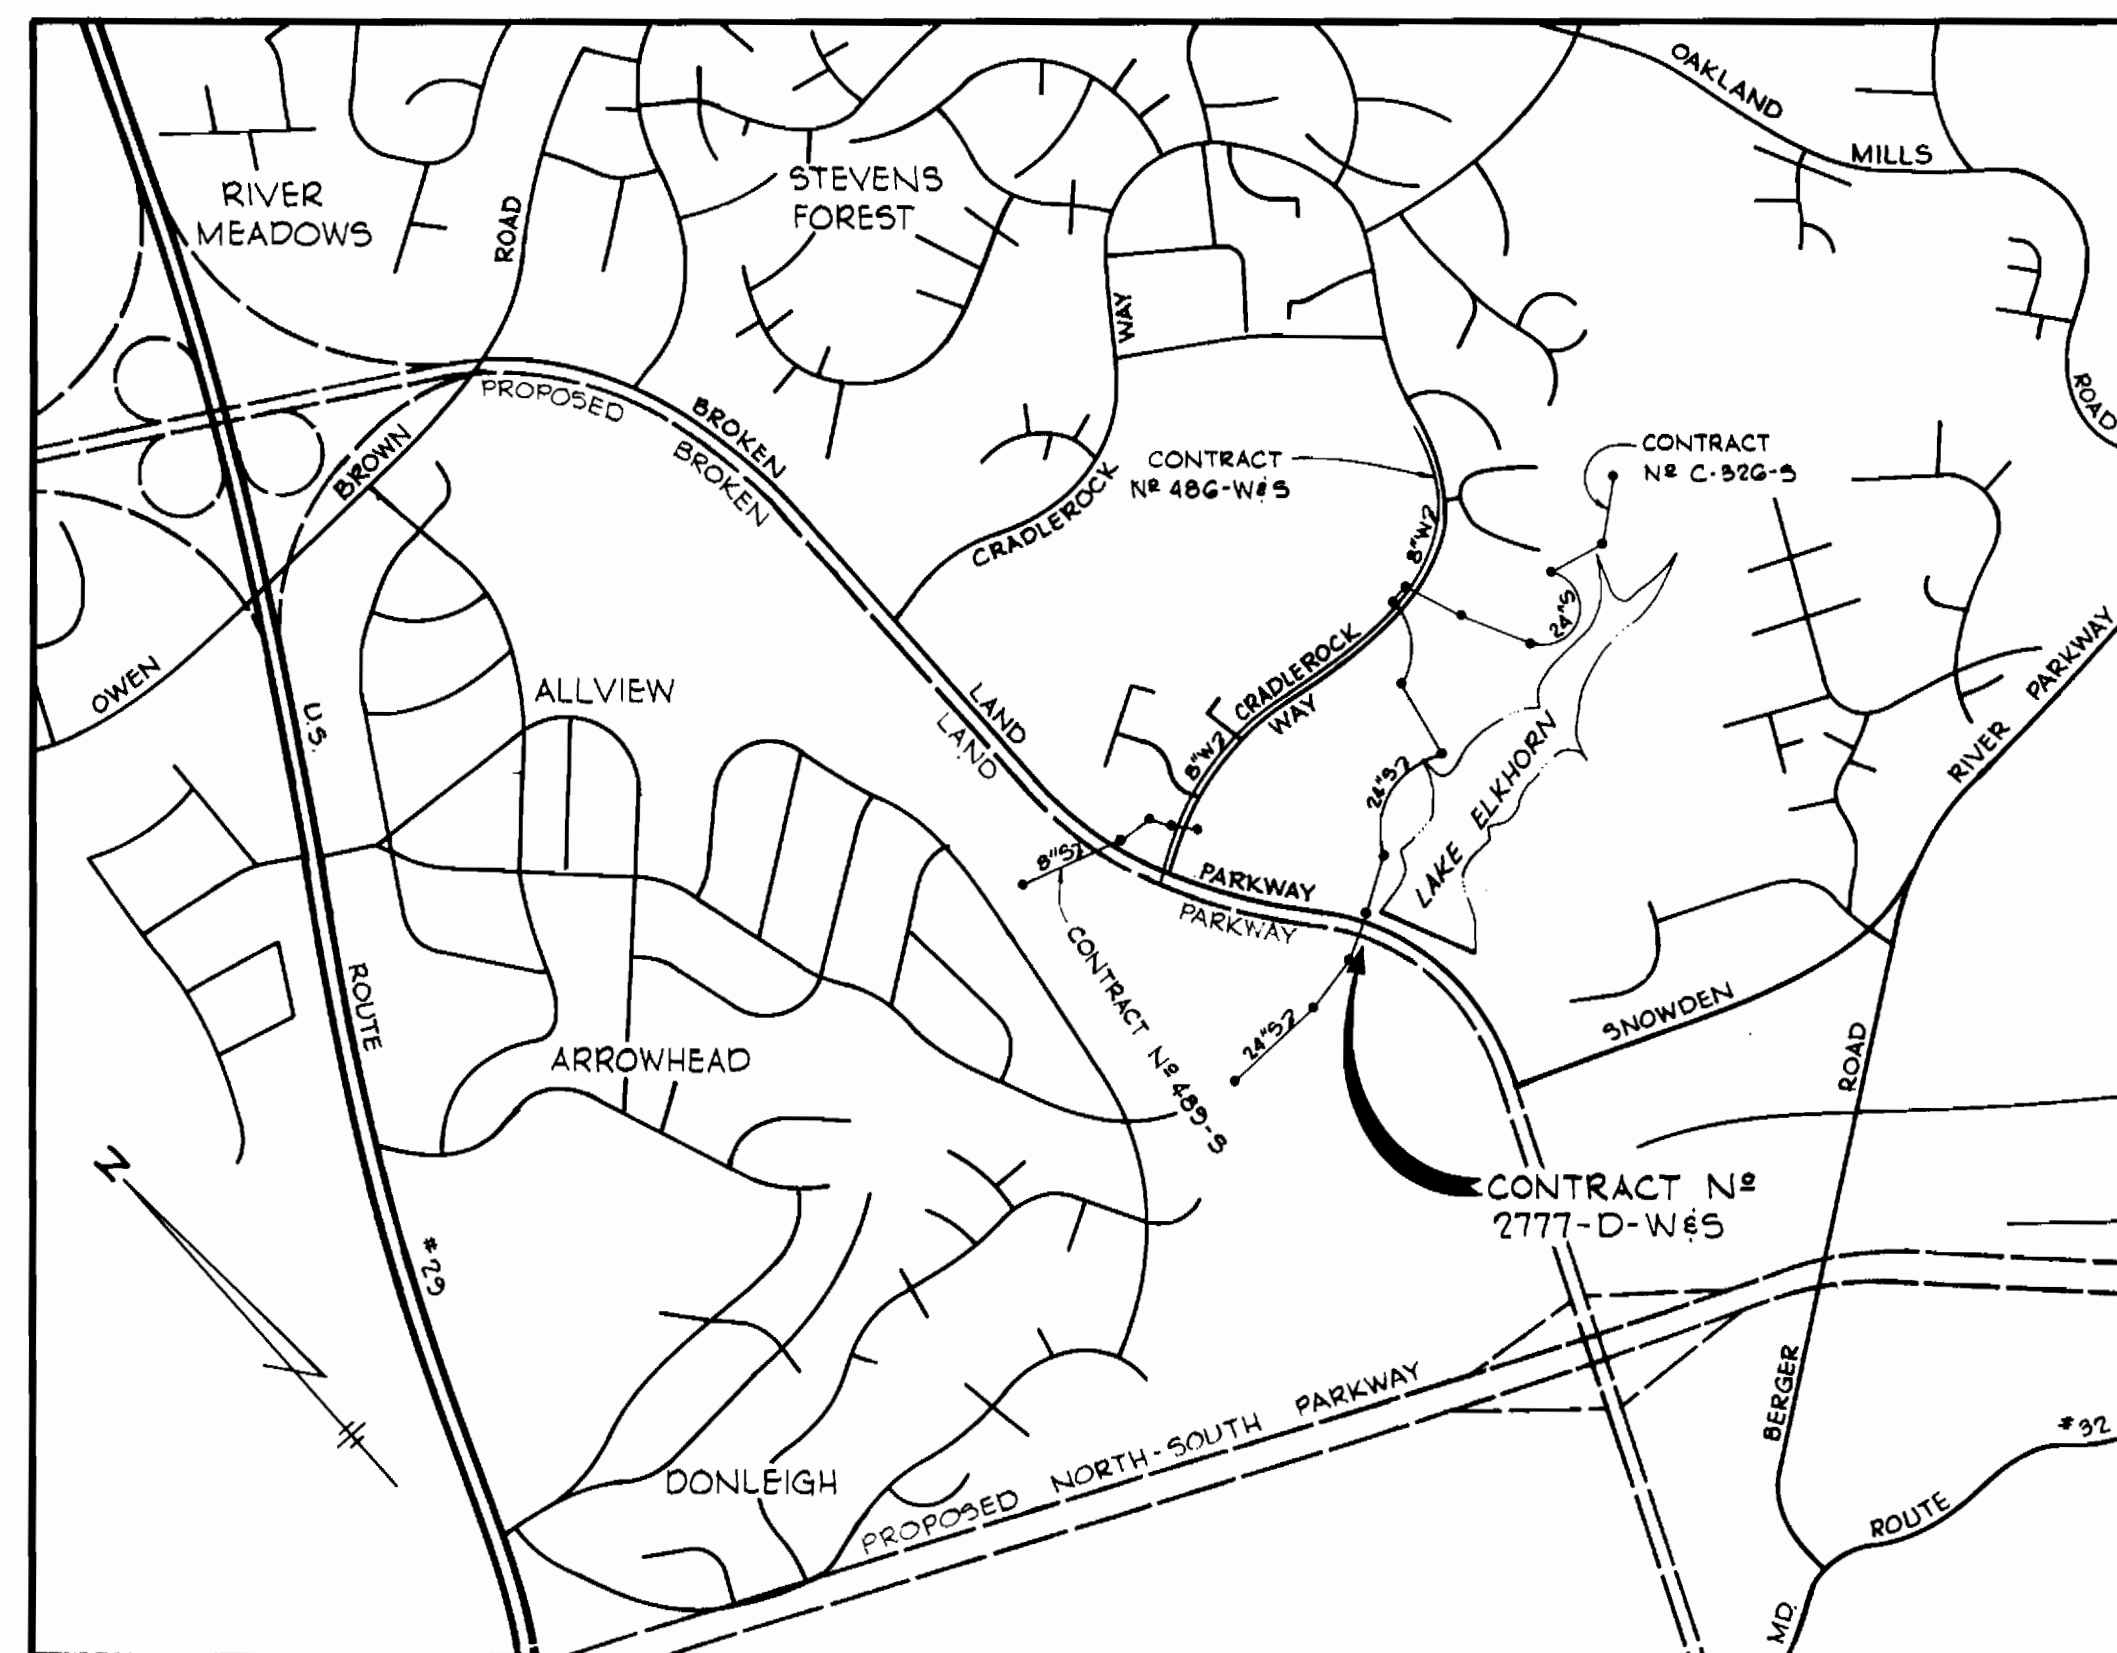 OAKLAND
MILLS
ROAD
RIVER
MEADOWS
ROAD
STEVENS
FOREST
WAY
PROPOSED
BROKEN
BROKEN
BROWN
CONTRACT
Nº 486-W&S
CONTRACT
Nº C-326-S
CRADLEROCK
8"W2
24"S
OWEN
U.S.
ALLVIEW
LAND
LAND
CRADLEROCK
WAY
8"W2
24"S2
LAKE ELKHORN
RIVER PARKWAY
8"S2
PARKWAY
PARKWAY
CONTRACT Nº 489-S
ROUTE
SNOWDEN
24"S2
ARROWHEAD
ROAD
N
CONTRACT Nº
2777-D-W&S
#29
BERGER
#32
DONLEIGH
PROPOSED NORTH-SOUTH PARKWAY
ROUTE
MD.